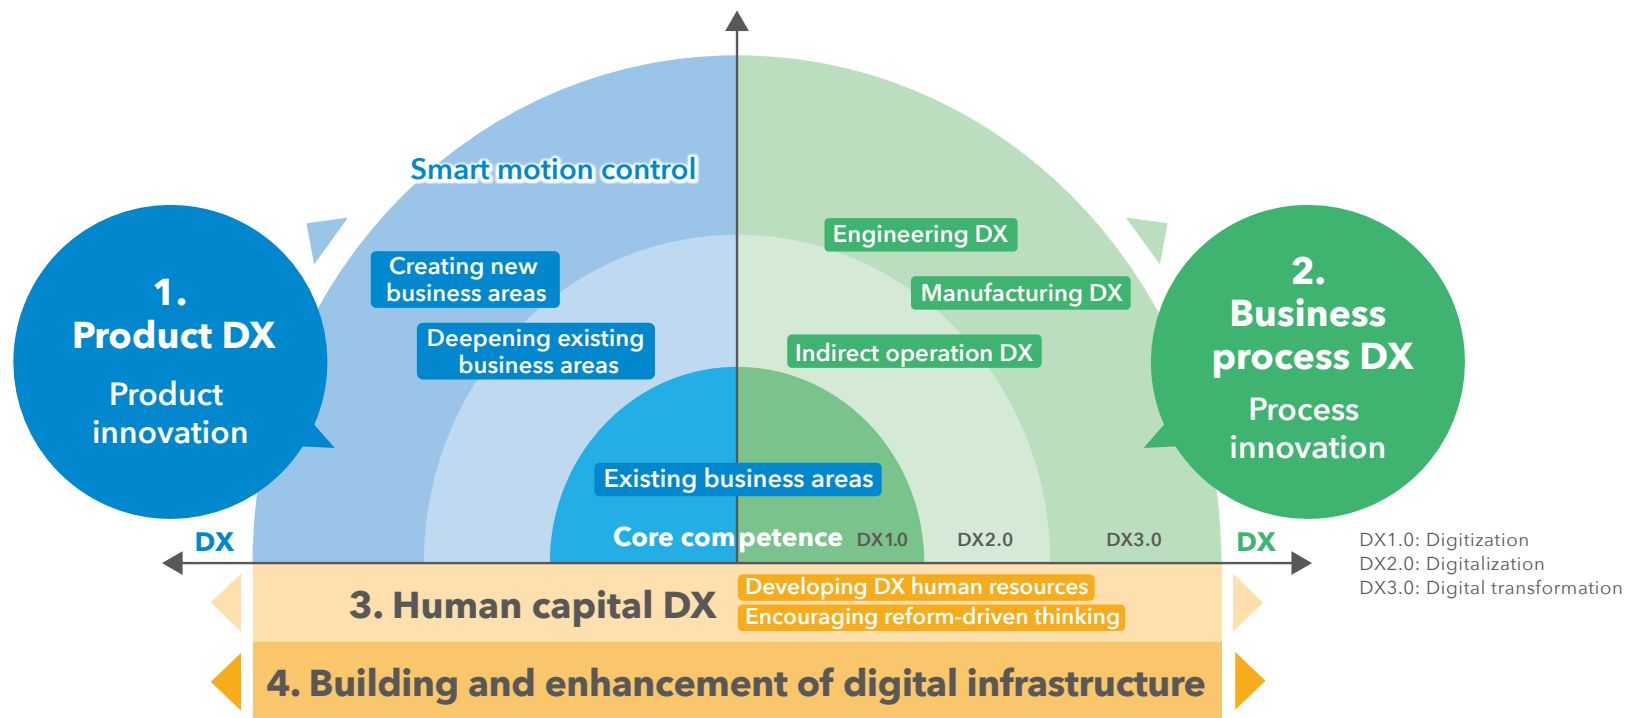 Smart motion control
1.
Product DX
Product
innovation
Creating new
business areas
Deepening existing
business areas
Engineering DX
Manufacturing DX
Indirect operation DX
2.
Business
process DX
Process
innovation
Existing business areas
Core competence
DX1.0
DX2.0
DX3.0
DX
DX
DX1.0: Digitization
DX2.0: Digitalization
DX3.0: Digital transformation
3. Human capital DX
Developing DX human resources
Encouraging reform-driven thinking
4. Building and enhancement of digital infrastructure